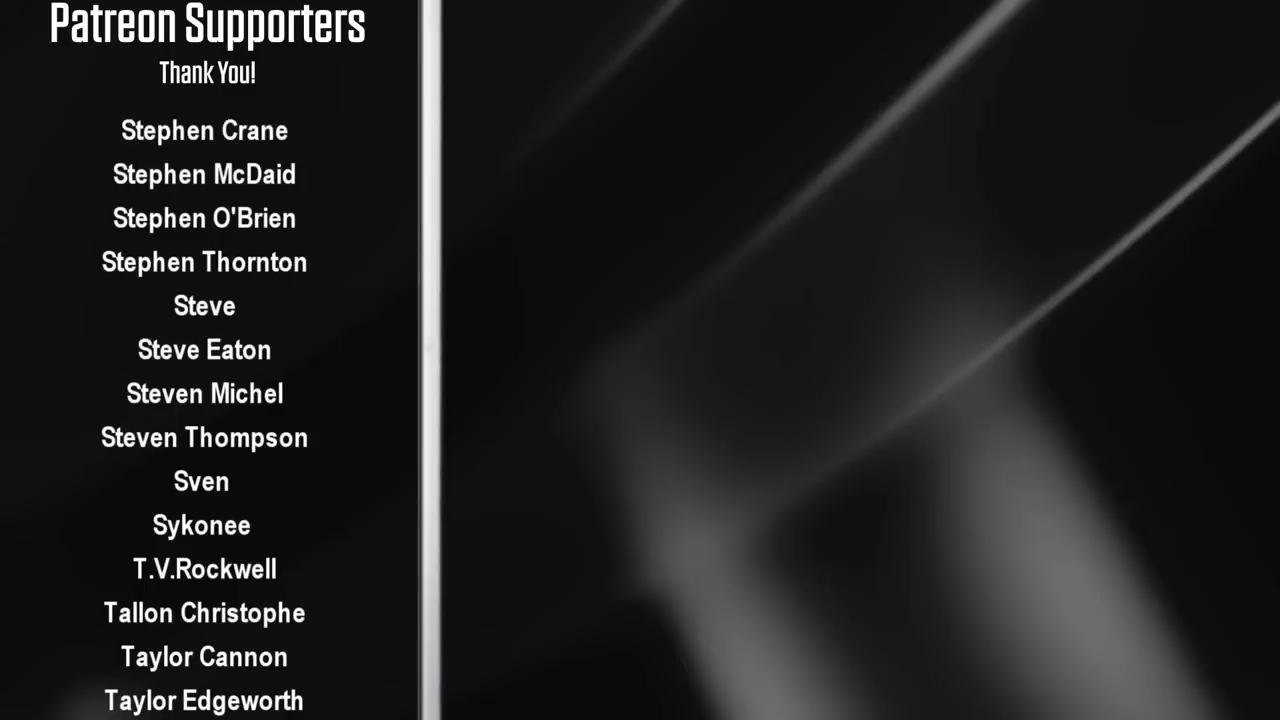 Patreon Supporters
Thank You!
Stephen Crane
Stephen McDaid
Stephen O'Brien
Stephen Thornton
Steve
Steve Eaton
Steven Michel
Steven Thompson
Sven
Sykonee
T.V.Rockwell
Tallon Christophe
Taylor Cannon
Taylor Edgeworth